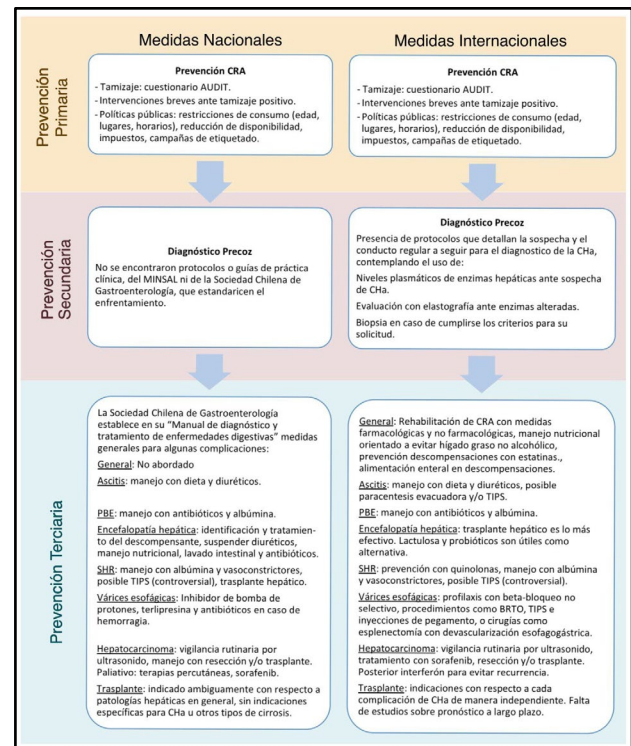 Medidas Nacionales
Medidas Internacionales
Prevención
Primaria
Prevención CRA
- Tamizaje: cuestionario AUDIT.
- Intervenciones breves ante tamizaje positivo.
- Políticas públicas: restricciones de consumo (edad,
lugares, horarios), reducción de disponibilidad,
impuestos, campañas de etiquetado.
Prevención CRA
- Tamizaje: cuestionario AUDIT.
- Intervenciones breves ante tamizaje positivo.
- Políticas públicas: restricciones de consumo (edad,
lugares, horarios), reducción de disponibilidad,
impuestos, campañas de etiquetado.
Prevención
Secundaria
Diagnóstico Precoz
No se encontraron protocolos o guías de práctica
clínica, del MINSAL ni de la Sociedad Chilena de
Gastroenterología, que estandaricen el
enfrentamiento.
Diagnóstico Precoz
Presencia de protocolos que detallan la sospecha y el
conducto regular a seguir para el diagnostico de la CHa,
contemplando el uso de:
Niveles plasmáticos de enzimas hepáticas ante sospecha
de CHa.
Evaluación con elastografía ante enzimas alteradas.
Biopsia en caso de cumplirse los criterios para su
solicitud.
Prevención Terciaria
La Sociedad Chilena de Gastroenterología
establece en su "Manual de diagnóstico y
tratamiento de enfermedades digestivas" medidas
generales para algunas complicaciones:
General: No abordado
Ascitis: manejo con dieta y diuréticos.
PBE: manejo con antibióticos y albúmina.
Encefalopatía hepática: identificación y tratamien-
to del descompensante, suspender diuréticos,
manejo nutricional, lavado intestinal y antibióticos.
SHR: manejo con albúmina y vasoconstrictores,
posible TIPS (controversial), trasplante hepático.
Várices esofágicas: Inhibidor de bomba de
protones, terlipresina y antibióticos en caso de
hemorragia.
Hepatocarcinoma: vigilancia rutinaria por
ultrasonido, manejo con resección y/o trasplante.
Paliativo: terapias percutáneas, sorafenib.
Trasplante: indicado ambiguamente con respecto a
patologías hepáticas en general, sin indicaciones
específicas para CHa u otros tipos de cirrosis.
General: Rehabilitación de CRA con medidas
farmacológicas y no farmacológicas, manejo nutricional
orientado a evitar hígado graso no alcohólico,
prevención descompensaciones con estatinas.,
alimentación enteral en descompensaciones.
Ascitis: manejo con dieta y diuréticos, posible
paracentesis evacuadora y/o TIPS.
PBE: manejo con antibióticos y albúmina.
Encefalopatía hepática: trasplante hepático es lo más
efectivo. Lactulosa y probióticos son útiles como
alternativa.
SHR: prevención con quinolonas, manejo con albúmina
y vasoconstrictores, posible TIPS (controversial).
Várices esofágicas: profilaxis con beta-bloqueo no
selectivo, procedimientos como BRTO, TIPS e
inyecciones de pegamento, o cirugías como
esplenectomía con devascularización esofagogástrica.
Hepatocarcinoma: vigilancia rutinaria por ultrasonido,
tratamiento con sorafenib, resección y/o trasplante.
Posterior interferón para evitar recurrencia.
Trasplante: indicaciones con respecto a cada
complicación de CHa de manera independiente. Falta
de estudios sobre pronóstico a largo plazo.